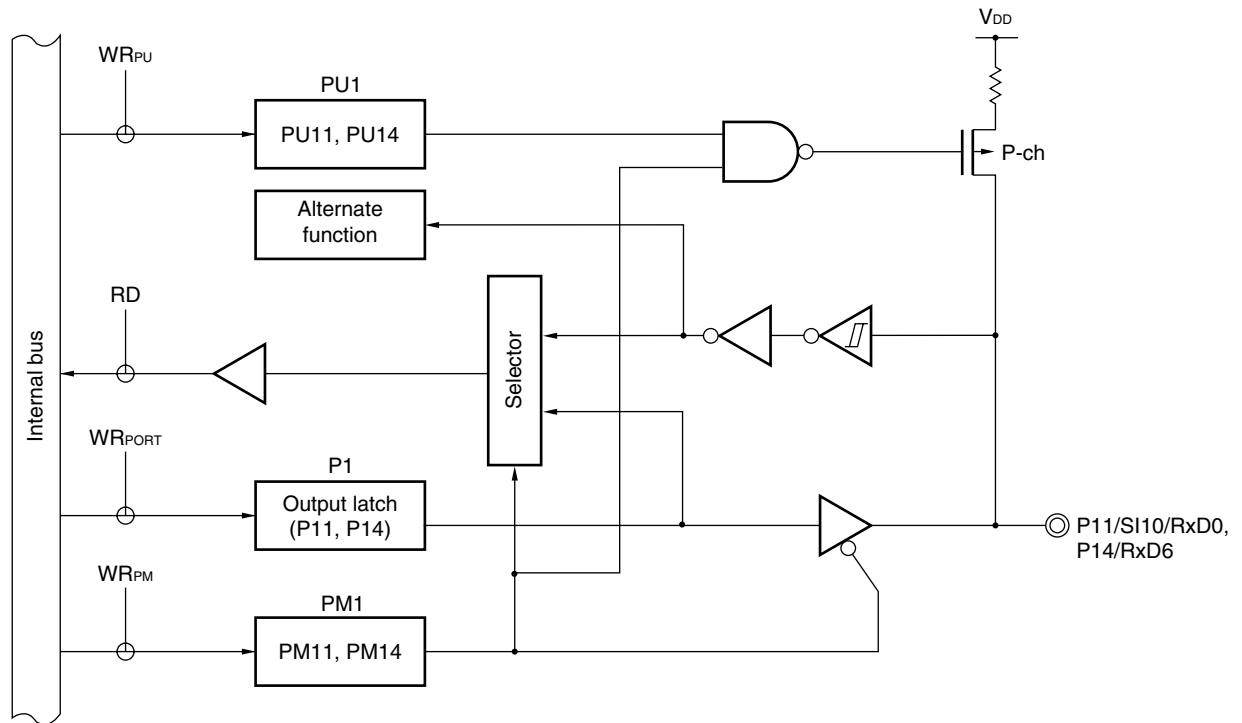 VDD
WRPU
PU1
PU11, PU14
P-ch
Alternate
function
RD
Selector
Internal bus
WRPORT
P1
Output latch
(P11, P14)
P11/SI10/RxD0,
P14/RxD6
WRPM
PM1
PM11, PM14